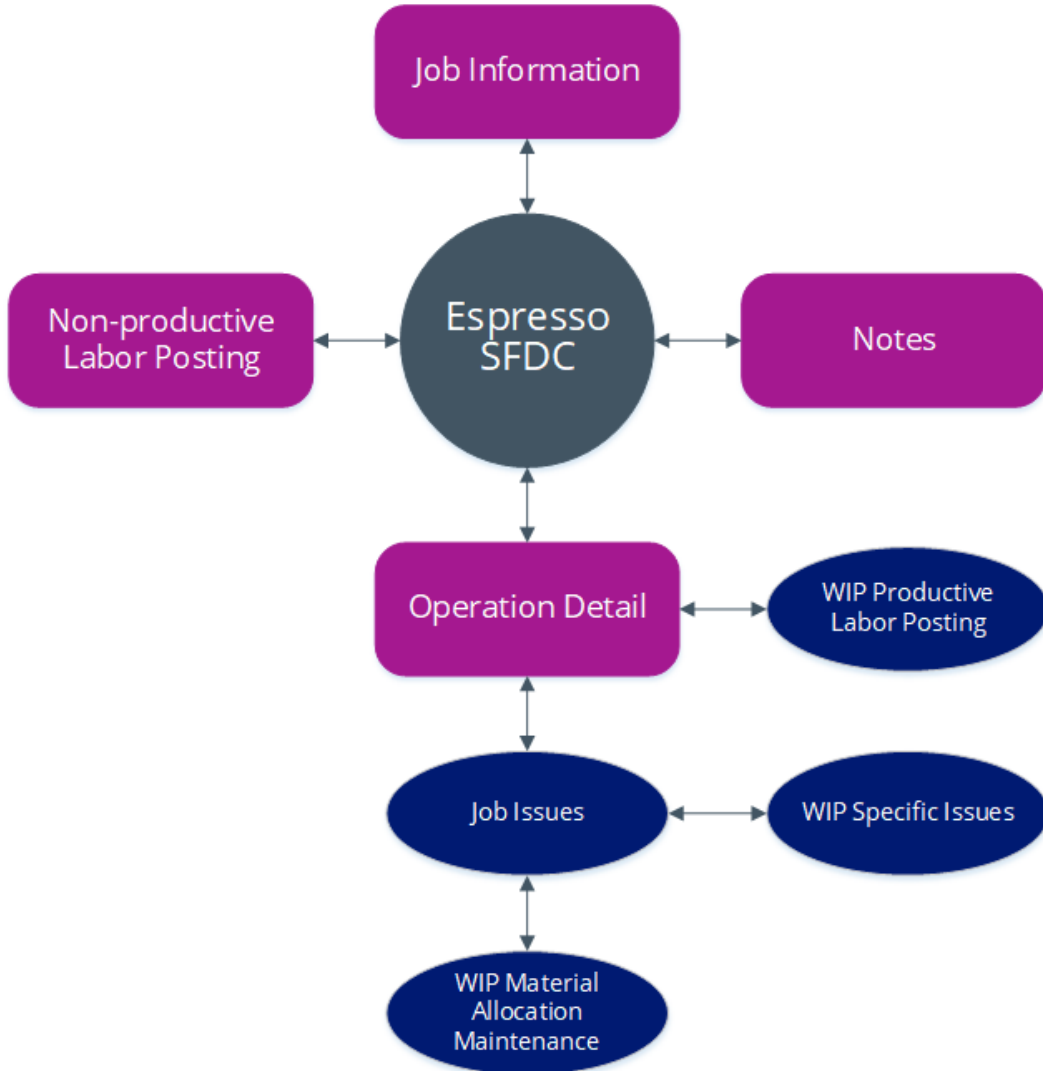 Job Information
Non-productive
Labor Posting
Espresso
SFDC
Notes
Operation Detail
WIP Productive
Labor Posting
Job Issues
WIP Specific Issues
WIP Material
Allocation
Maintenance